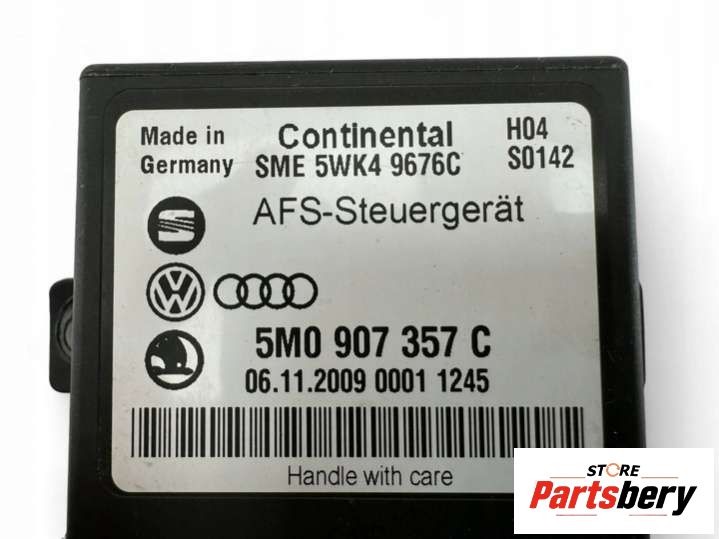 Made in Germany
Continental
SME 5WK4 9676C
H04
S0142
AFS-Steuergerät
5M0 907 357 C
06.11.2009 0001 1245
Handle with care
STORE
Partsbery